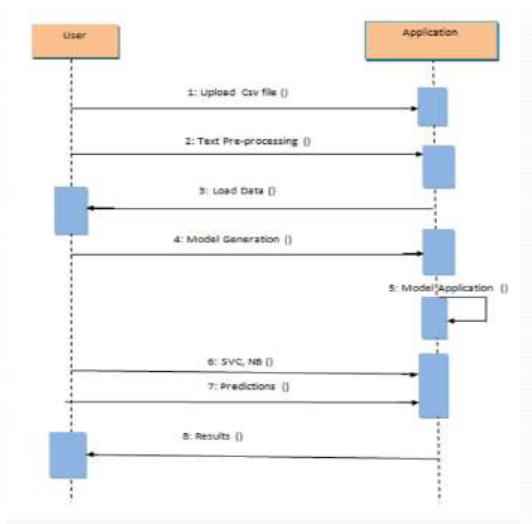 User
Application
1: Upload Csv file ()
2: Text Pre-processing ()
3: Load Data ()
4: Model Generation ()
5: Model Application ()
6: SVC, NB ()
7: Predictions ()
8: Results ()